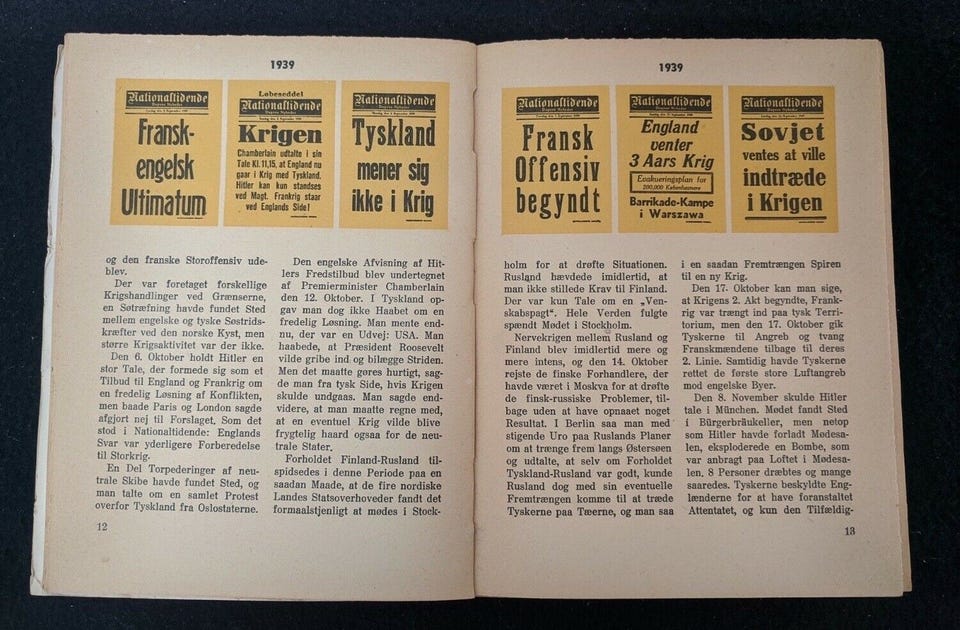 1939
Nationaltidende
Fransk-
engelsk
Ultimatum
Løbeseddel
Nationaltidende
Krigen
Chamberlain udtalte i sin
Tale Kl. 11,15, at England nu
gaar i Krig med Tyskland.
Hitler kan kun standses
ved Magt. Frankrig staar
ved Englands Side!
Nationaltidende
Tyskland
mener sig
ikke i Krig
og den franske Storoffensiv ude-
blev.
Der var foretaget forskellige
Krigshandlinger ved Grænserne,
en Søtræfning havde fundet Sted
mellem engelske og tyske Søstrids-
kræfter ved den norske Kyst, men
større Krigsaktivitet var der ikke.
Den 6. Oktober holdt Hitler en
stor Tale, der formede sig som et
Tilbud til England og Frankrig om
en fredelig Løsning af Konflikten,
men baade Paris og London sagde
afgjort nej til Forslaget. Som det
stod i Nationaltidende: Englands
Svar var yderligere Forberedelse
til Storkrig.
En Del Torpederinger af neu-
trale Skibe havde fundet Sted, og
man talte om en samlet Protest
overfor Tyskland fra Oslostaterne.
Den engelske Afvisning af Hit-
lers Fredstilbud blev undertegnet
af Premierminister Chamberlain
den 12. Oktober. I Tyskland op-
gav man dog ikke Haabet om en
fredelig Løsning. Man mente end-
nu, der var en Udvej: USA. Man
haabede, at Præsident Roosevelt
vilde gribe ind og bilægge Striden.
Men det maatte gøres hurtigt, sag-
de man fra tysk Side, hvis Krigen
skulde undgaas. Man sagde end-
videre, at man maatte regne med,
at en eventuel Krig vilde blive
frygtelig haard ogsaa for de neu-
trale Stater.
Forholdet Finland-Rusland til-
spidsedes i denne Periode paa en
saadan Maade, at de fire nordiske
Landes Statsoverhoveder fandt det
formaalstjenligt at mødes i Stock-
12
1939
Nationaltidende
Fransk
Offensiv
begyndt
Nationaltidende
England
venter
3 Aars Krig
Evakueringsplan for
200,000 Københavnere
Barrikade-Kampe
i Warszawa
Nationaltidende
Sovjet
ventes at ville
indtræde
i Krigen
holm for at drøfte Situationen.
Rusland hævdede imidlertid, at
man ikke stillede Krav til Finland.
Der var kun Tale om en „Ven-
skabspagt". Hele Verden fulgte
spændt Mødet i Stockholm.
Nervekrigen mellem Rusland og
Finland blev imidlertid mere og
mere intens, og den 14. Oktober
rejste de finske Forhandlere, der
havde været i Moskva for at drøfte
de finsk-russiske Problemer, til-
bage uden at have opnaaet noget
Resultat. I Berlin saa man med
stigende Uro paa Ruslands Planer
om at trænge frem langs Østersøen
og udtalte, at selv om Forholdet
Tyskland-Rusland var godt, kunde
Rusland dog med sin eventuelle
Fremtrængen komme til at træde
Tyskerne paa Tæerne, og man saa
i en saadan Fremtrængen Spiren
til en ny Krig.
Den 17. Oktober kan man sige,
at Krigens 2. Akt begyndte, Frank-
rig var trængt ind paa tysk Terri-
torium, men den 17. Oktober gik
Tyskerne til Angreb og tvang
Franskmændene tilbage til deres
2. Linie. Samtidig havde Tyskerne
rettet de første store Luftangreb
mod engelske Byer.
Den 8. November skulde Hitler
tale i München. Mødet fandt Sted
i Bürgerbräukeller, men netop
som Hitler havde forladt Mødesa-
len, eksploderede en Bombe, som
var anbragt paa Loftet i Mødesa-
len. 8 Personer dræbtes og mange
saaredes. Tyskerne beskyldte Eng-
lænderne for at have foranstaltet
Attentatet, og kun den Tilfældig-
13